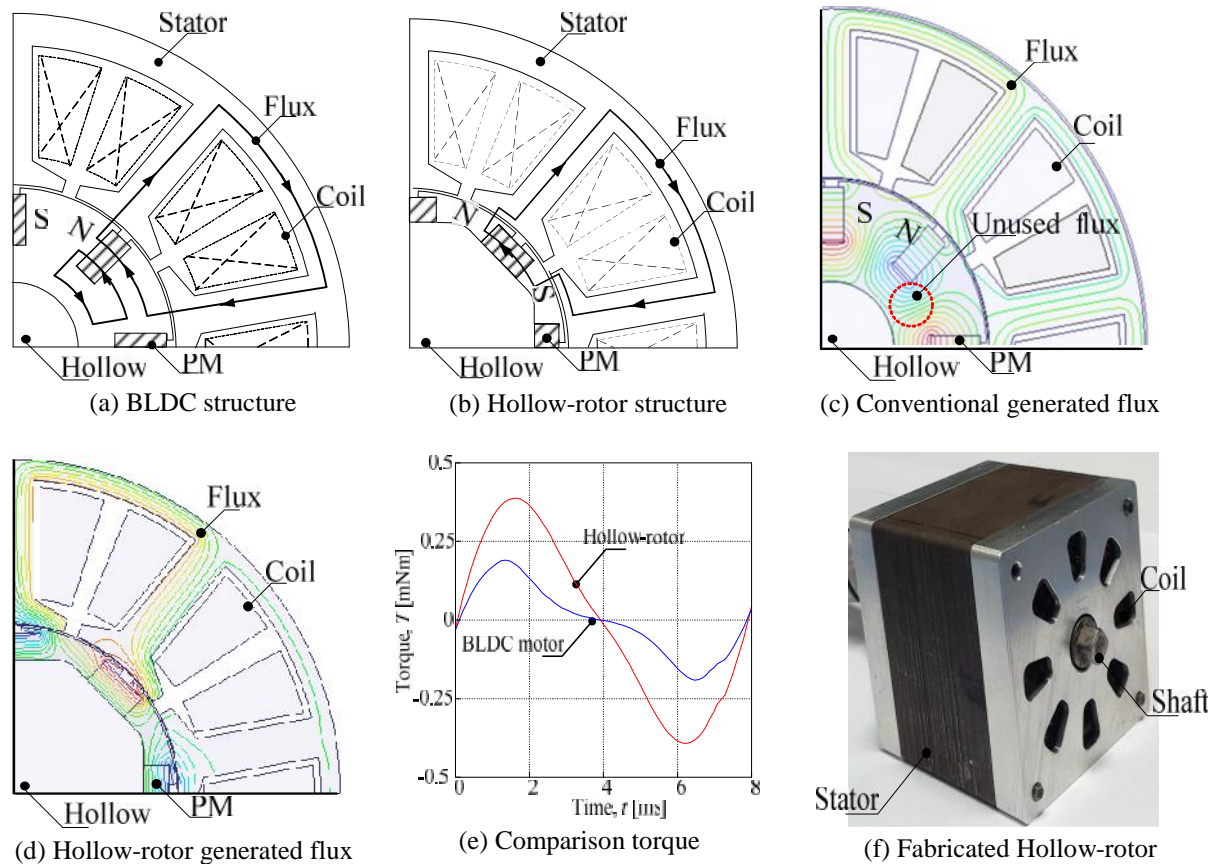 Stator
Flux
Coil
S
N
Hollow
PM
(a) BLDC structure
Stator
Flux
Coil
N
S
Hollow
PM
(b) Hollow-rotor structure
Flux
Coil
S
N
Unused flux
Hollow
PM
(c) Conventional generated flux
Flux
Coil
Hollow
PM
(d) Hollow-rotor generated flux
0.5
0.25
0
-0.25
-0.5
Torque, T [mNm]
Hollow-rotor
BLDC motor
0 2 4 6 8
Time, t [ms]
(e) Comparison torque
Coil
Shaft
Stator
(f) Fabricated Hollow-rotor